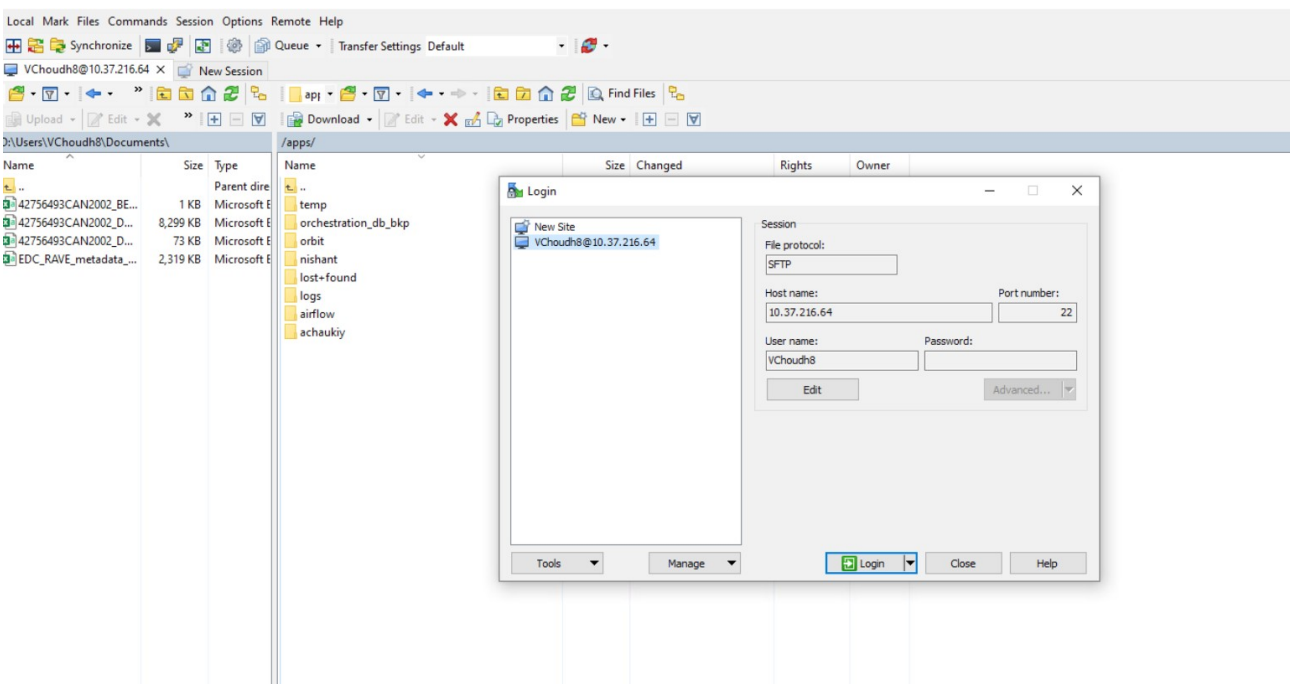 Local Mark Files Commands Session Options Remote Help
Synchronize Queue Transfer Settings Default
VChoudh8@10.37.216.64 × New Session
» app Find Files
Upload Edit » Download Edit Properties New
D:\Users\VChoudh8\Documents\ /apps/
Name Size Type Name Size Changed Rights Owner
.. Parent dire ..
42756493CAN2002_BE... 1 KB Microsoft E temp
42756493CAN2002_D... 8,299 KB Microsoft E orchestration_db_bkp
42756493CAN2002_D... 73 KB Microsoft E orbit
EDC_RAVE_metadata_... 2,319 KB Microsoft E nishant
lost+found
logs
airflow
achaukiy
Login
New Site
VChoudh8@10.37.216.64
Session
File protocol:
SFTP
Host name: Port number:
10.37.216.64 22
User name: Password:
VChoudh8
Edit Advanced...
Tools Manage Login Close Help